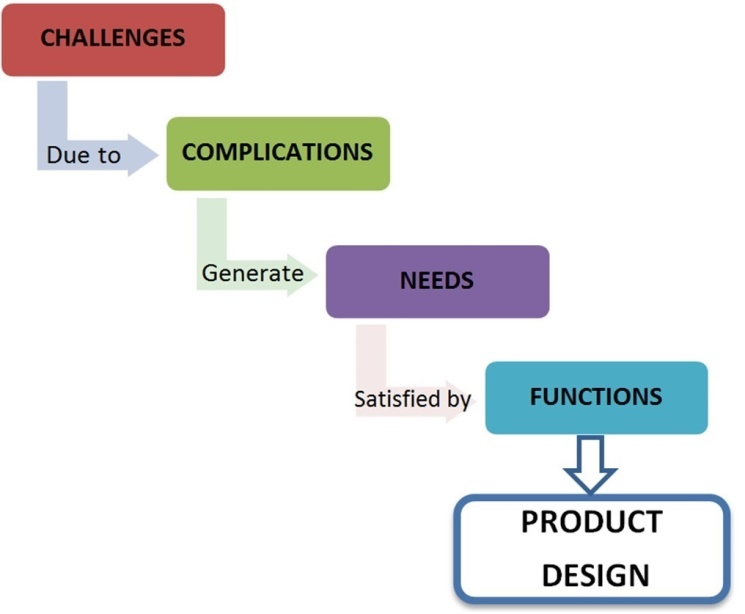 CHALLENGES
Due to
COMPLICATIONS
Generate
NEEDS
Satisfied by
FUNCTIONS
PRODUCT
DESIGN